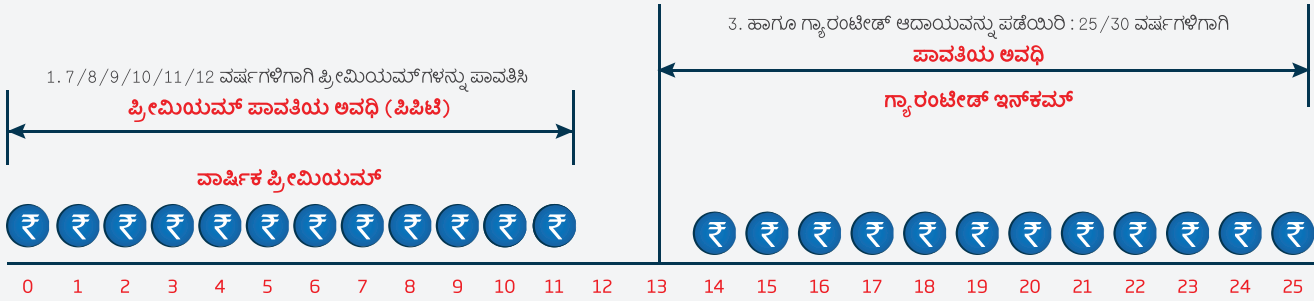 1. 7/8/9/10/11/12 ವರ್ಷಗಳಿಗಾಗಿ ಪ್ರೀಮಿಯಮ್‌ಗಳನ್ನು ಪಾವತಿಸಿ
ಪ್ರೀಮಿಯಮ್ ಪಾವತಿಯ ಅವಧಿ (ಪಿಪಿಟಿ)
ವಾರ್ಷಿಕ ಪ್ರೀಮಿಯಮ್
3. ಹಾಗೂ ಗ್ಯಾರಂಟೀಡ್ ಆದಾಯವನ್ನು ಪಡೆಯಿರಿ : 25/30 ವರ್ಷಗಳಿಗಾಗಿ
ಪಾವತಿಯ ಅವಧಿ
ಗ್ಯಾರಂಟೀಡ್ ಇನ್‌ಕಮ್
₹ ₹ ₹ ₹ ₹ ₹ ₹ ₹ ₹ ₹ ₹ ₹ ₹ ₹ ₹ ₹ ₹ ₹ ₹ ₹ ₹ ₹ ₹ ₹
0 1 2 3 4 5 6 7 8 9 10 11 12 13 14 15 16 17 18 19 20 21 22 23 24 25